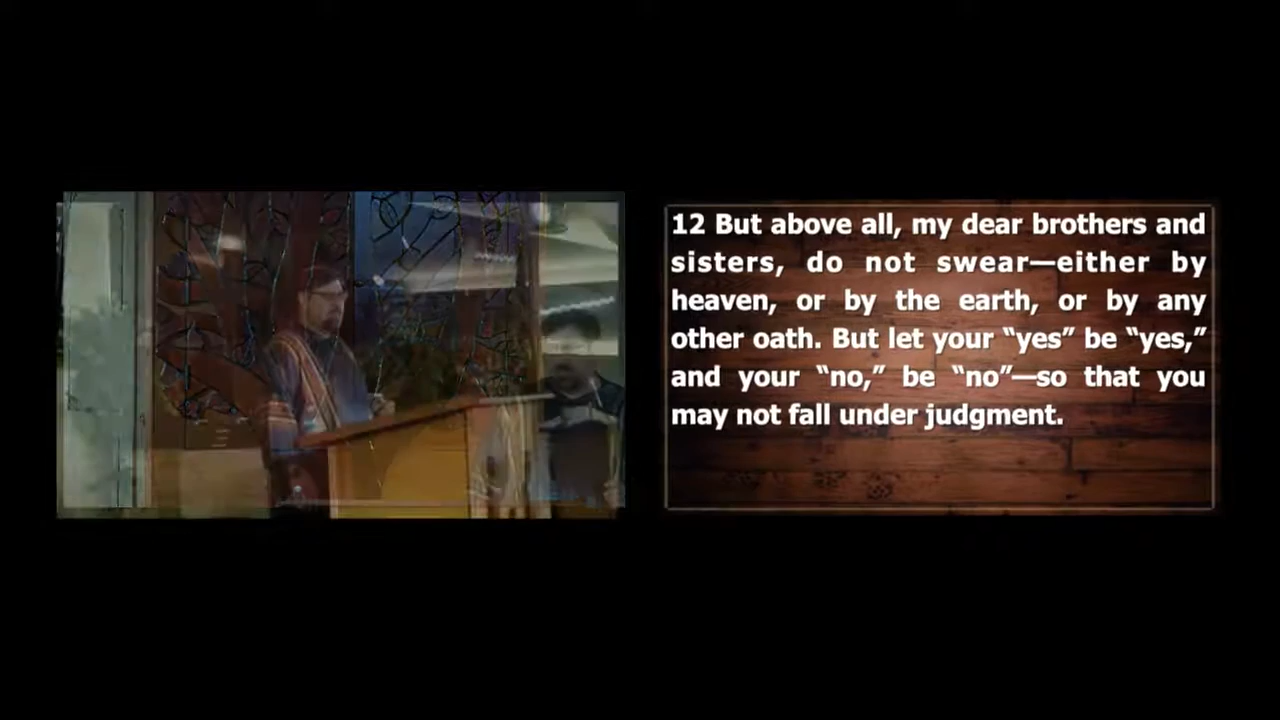 12 But above all, my dear brothers and
sisters, do not swear—either by
heaven, or by the earth, or by any
other oath. But let your “yes” be “yes,”
and your “no,” be “no”—so that you
may not fall under judgment.